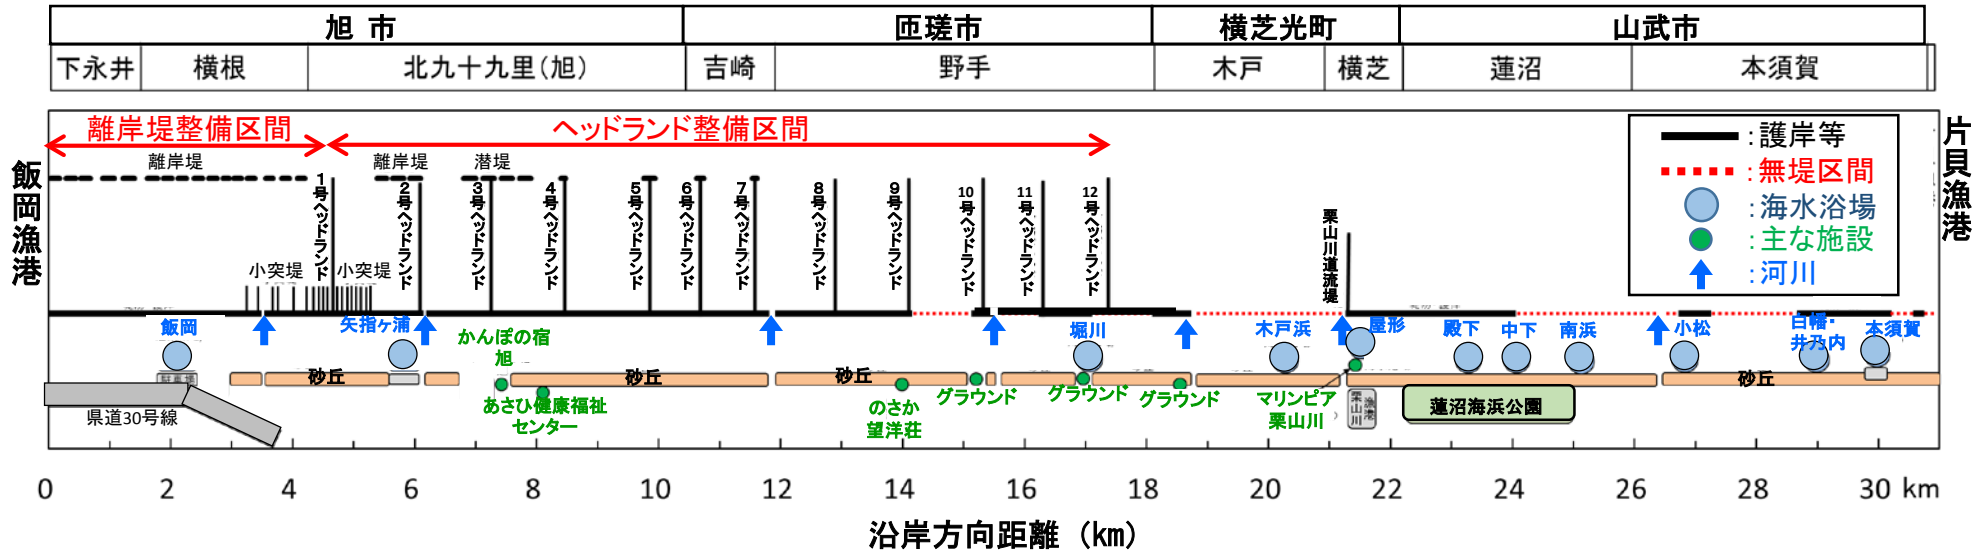 旭 市
匝瑳市
横芝光町
山武市
下永井
横根
北九十九里(旭)
吉崎
野手
木戸
横芝
蓮沼
本須賀
離岸堤整備区間
ヘッドランド整備区間
:護岸等
:無堤区間
:海水浴場
:主な施設
:河川
飯岡漁港
片貝漁港
離岸堤
離岸堤
潜堤
小突堤
小突堤
1号ヘッドランド
2号ヘッドランド
3号ヘッドランド
4号ヘッドランド
5号ヘッドランド
6号ヘッドランド
7号ヘッドランド
8号ヘッドランド
9号ヘッドランド
10号ヘッドランド
11号ヘッドランド
12号ヘッドランド
栗山川導流堤
飯岡
矢指ヶ浦
堀川
木戸浜
屋形
殿下
中下
南浜
小松
白幡・
井乃内
本須賀
かんぽの宿
旭
あさひ健康福祉
センター
のさか
望洋荘
グラウンド
グラウンド
グラウンド
マリンピア
栗山川
駐車場
砂丘
砂丘
砂丘
砂丘
県道30号線
栗山川
漁港
蓮沼海浜公園
0 2 4 6 8 10 12 14 16 18 20 22 24 26 28 30 km
沿岸方向距離 (km)